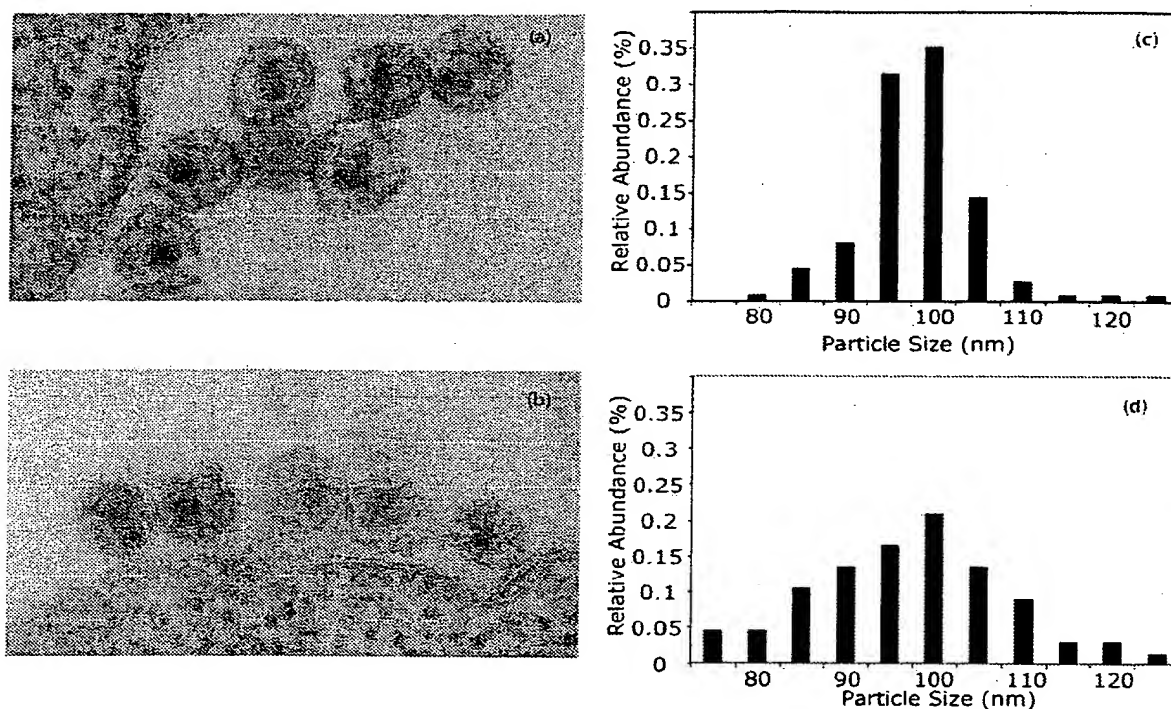 (a)
(c)
Relative Abundance (%)
0.35
0.3
0.25
0.2
0.15
0.1
0.05
0
80 90 100 110 120
Particle Size (nm)
(b)
(d)
Relative Abundance (%)
0.35
0.3
0.25
0.2
0.15
0.1
0.05
0
80 90 100 110 120
Particle Size (nm)